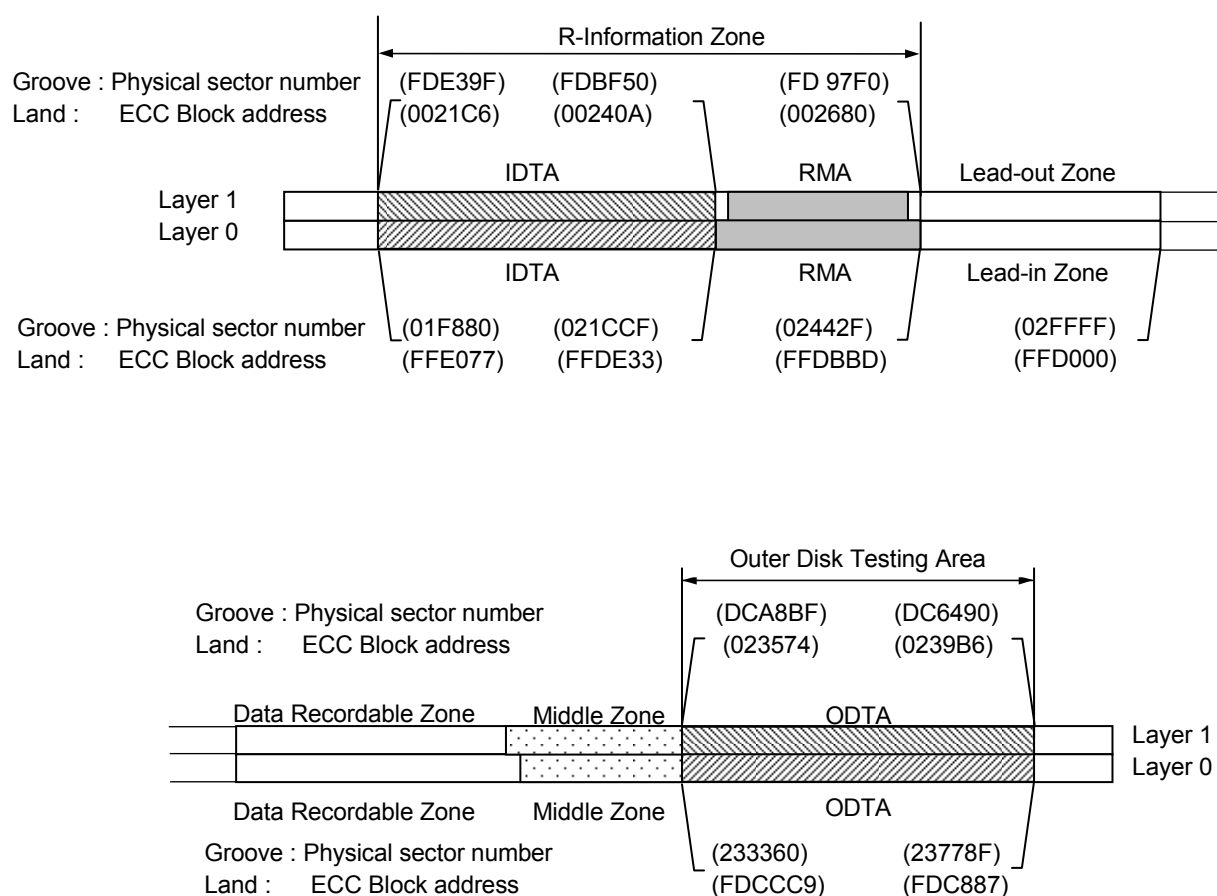 R-Information Zone
Groove : Physical sector number (FDE39F) (FDBF50) (FD 97F0)
Land : ECC Block address (0021C6) (00240A) (002680)
IDTA RMA Lead-out Zone
Layer 1
Layer 0
IDTA RMA Lead-in Zone
Groove : Physical sector number (01F880) (021CCF) (02442F) (02FFFF)
Land : ECC Block address (FFE077) (FFDE33) (FFDBBD) (FFD000)
Outer Disk Testing Area
Groove : Physical sector number (DCA8BF) (DC6490)
Land : ECC Block address (023574) (0239B6)
Data Recordable Zone Middle Zone ODTA
Layer 1
Layer 0
Data Recordable Zone Middle Zone ODTA
Groove : Physical sector number (233360) (23778F)
Land : ECC Block address (FDCCC9) (FDC887)